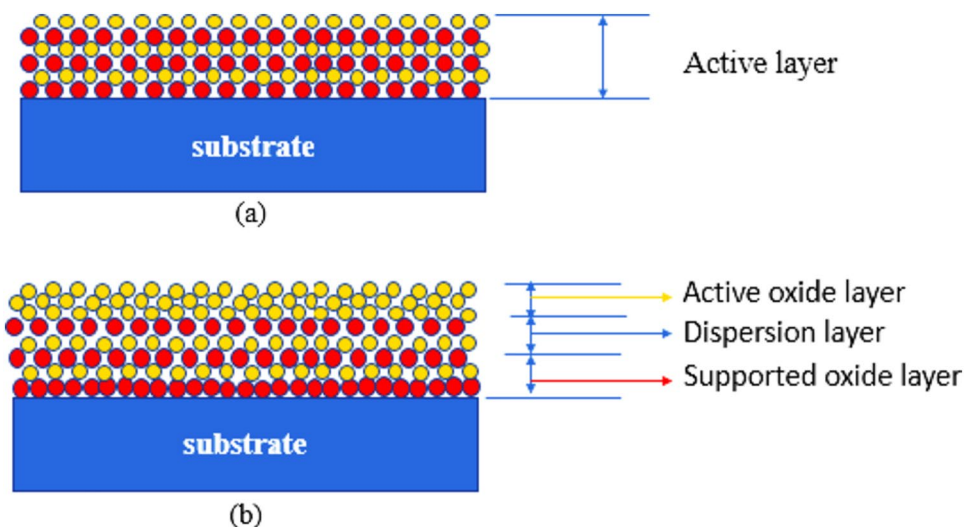 Active layer
substrate
(a)
Active oxide layer
Dispersion layer
Supported oxide layer
substrate
(b)